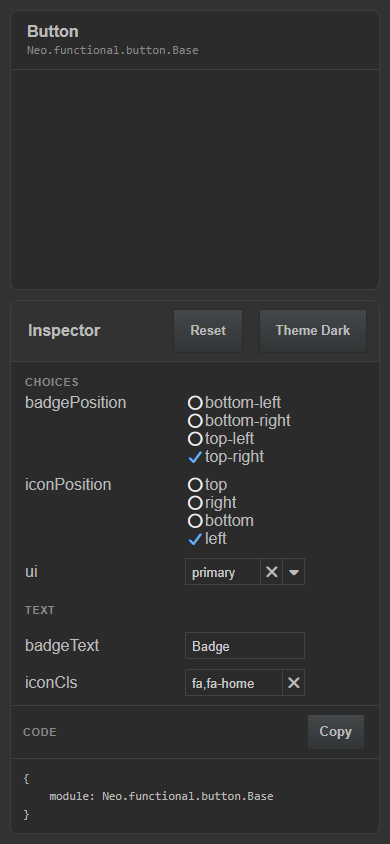 Button
Neo.functional.button.Base
Inspector
Reset
Theme Dark
CHOICES
badgePosition
bottom-left
bottom-right
top-left
top-right
iconPosition
top
right
bottom
left
ui
primary
TEXT
badgeText
Badge
iconCls
fa,fa-home
CODE
Copy
{
    module: Neo.functional.button.Base
}